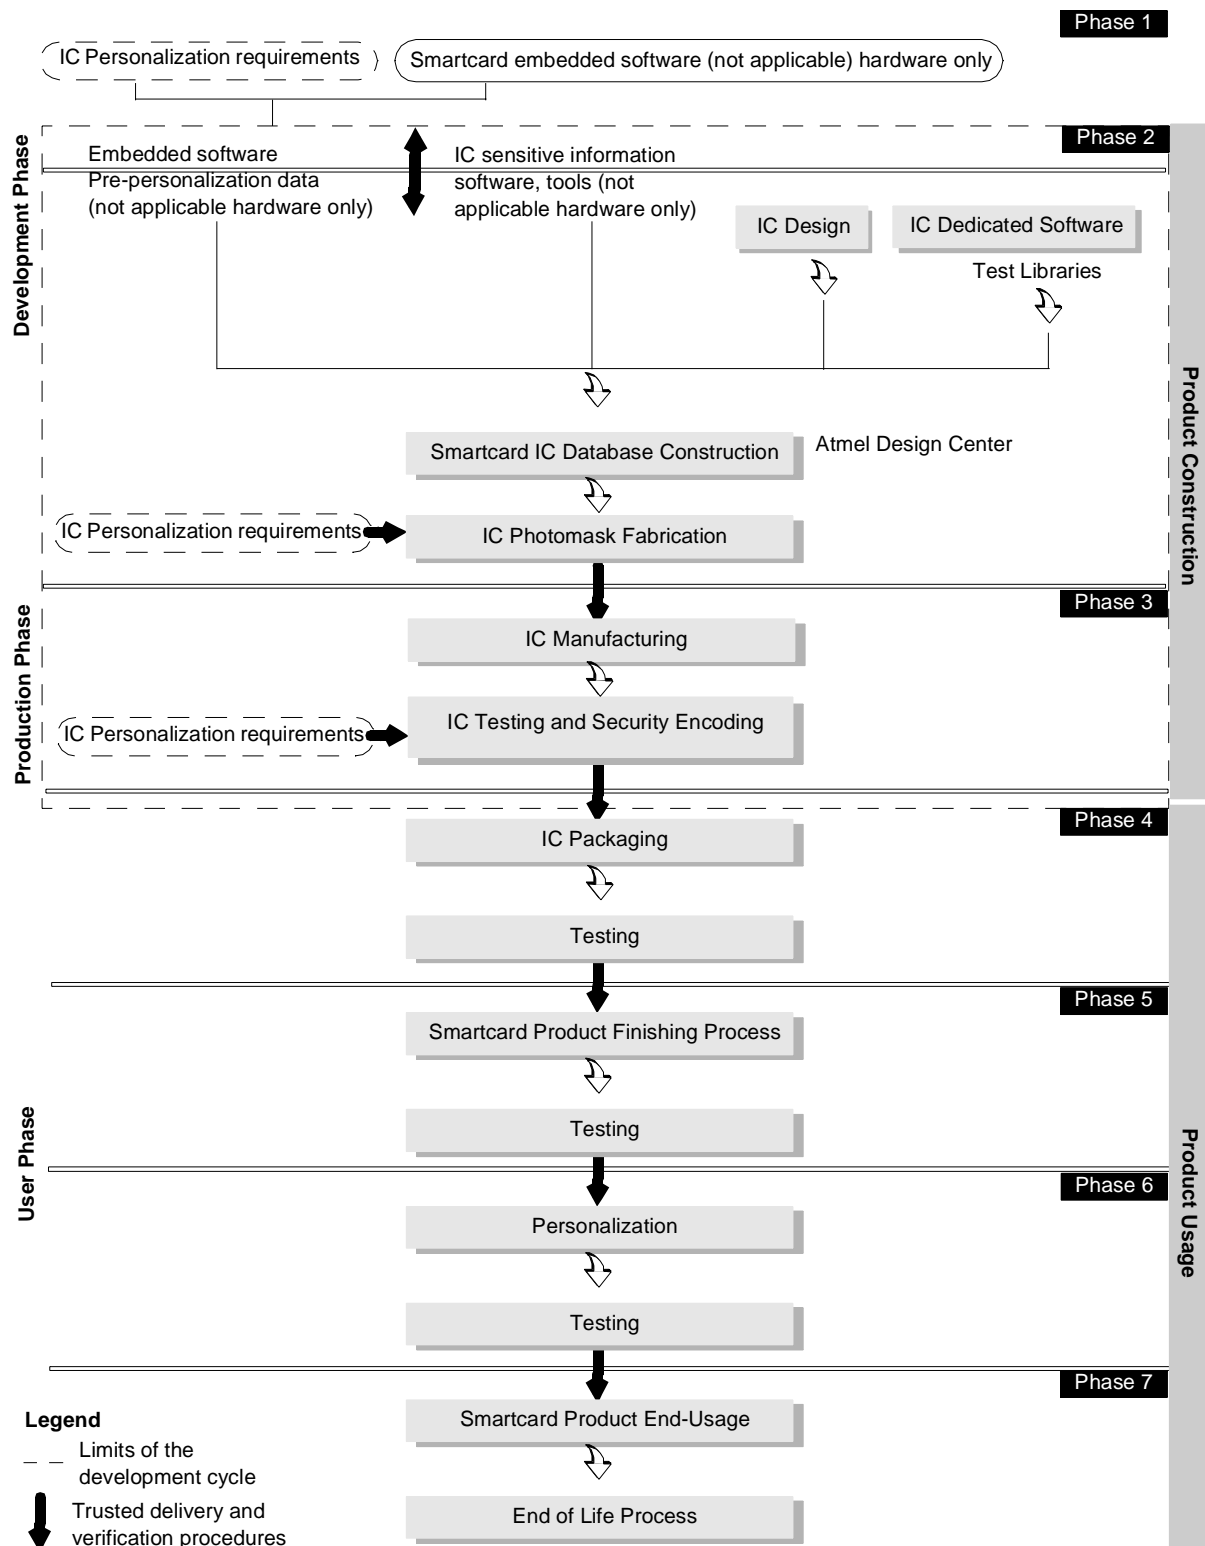 Phase 1
IC Personalization requirements
Smartcard embedded software (not applicable) hardware only
Phase 2
Development Phase
Embedded software
Pre-personalization data
(not applicable hardware only)
IC sensitive information
software, tools (not
applicable hardware only)
IC Design
IC Dedicated Software
Test Libraries
Product Construction
Smartcard IC Database Construction
Atmel Design Center
IC Personalization requirements
IC Photomask Fabrication
Phase 3
Production Phase
IC Manufacturing
IC Personalization requirements
IC Testing and Security Encoding
Phase 4
IC Packaging
Testing
Phase 5
Smartcard Product Finishing Process
Testing
User Phase
Product Usage
Phase 6
Personalization
Testing
Phase 7
Smartcard Product End-Usage
End of Life Process
Legend
Limits of the
development cycle
Trusted delivery and
verification procedures